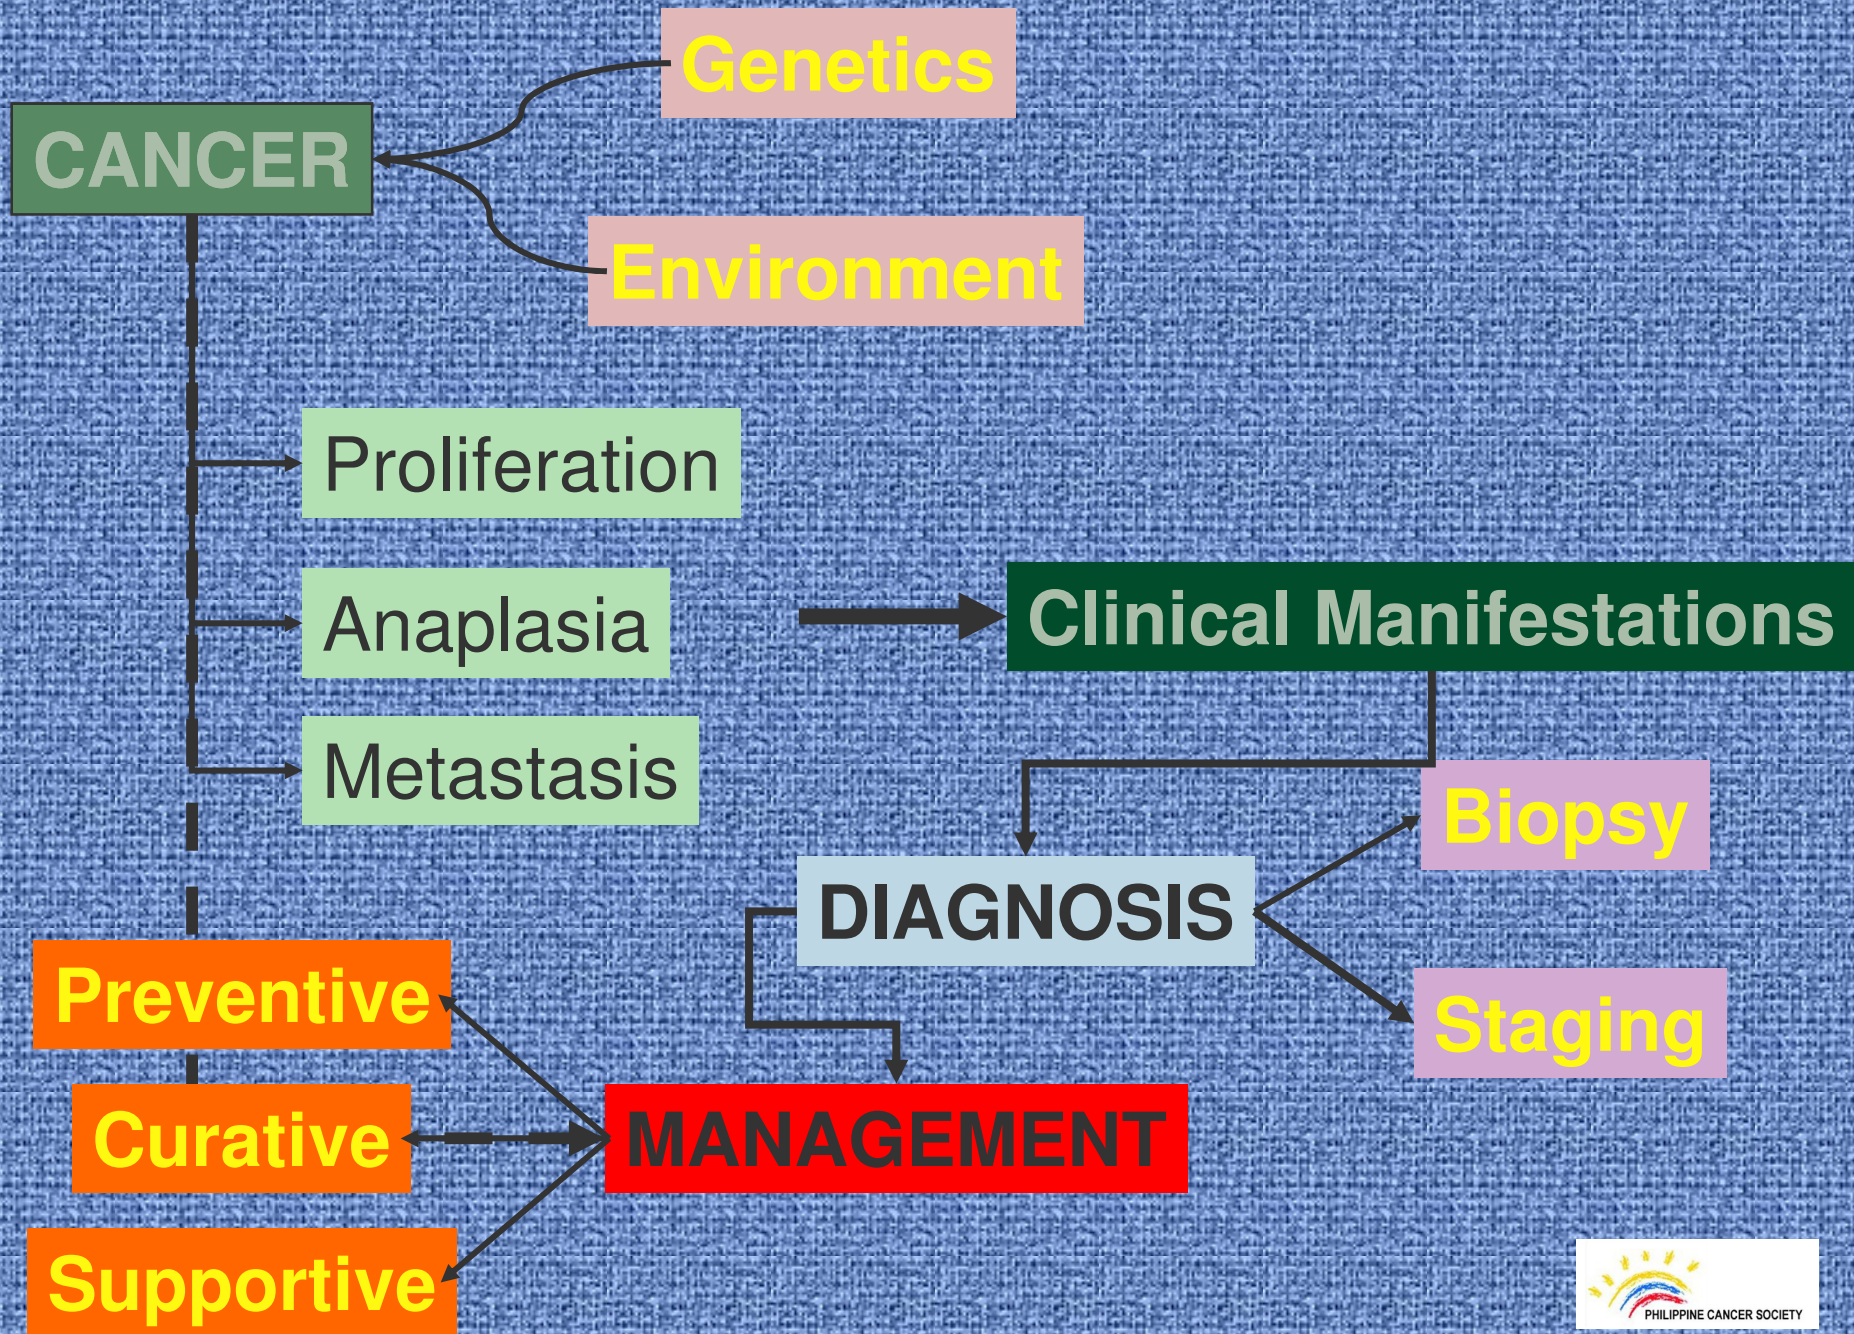 Genetics
CANCER
Environment
Proliferation
Anaplasia
Clinical Manifestations
Metastasis
Biopsy
DIAGNOSIS
Preventive
Staging
Curative
MANAGEMENT
Supportive
PHILIPPINE CANCER SOCIETY